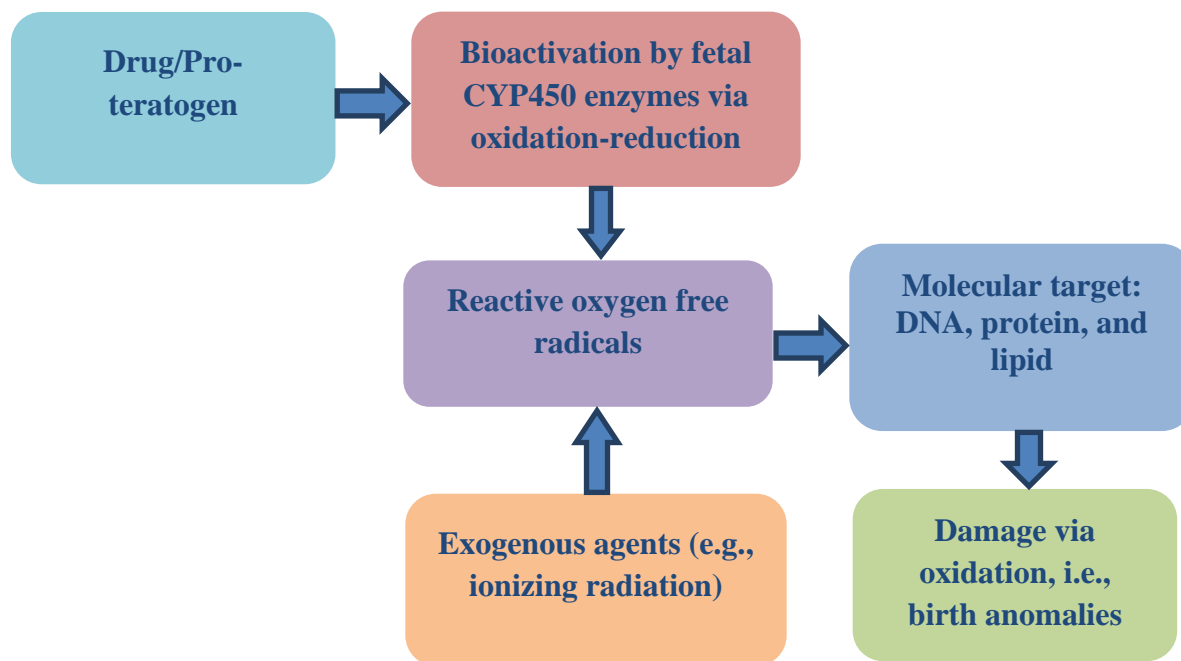 Drug/Pro-
teratogen
Bioactivation by fetal
CYP450 enzymes via
oxidation-reduction
Reactive oxygen free
radicals
Molecular target:
DNA, protein, and
lipid
Exogenous agents (e.g.,
ionizing radiation)
Damage via
oxidation, i.e.,
birth anomalies